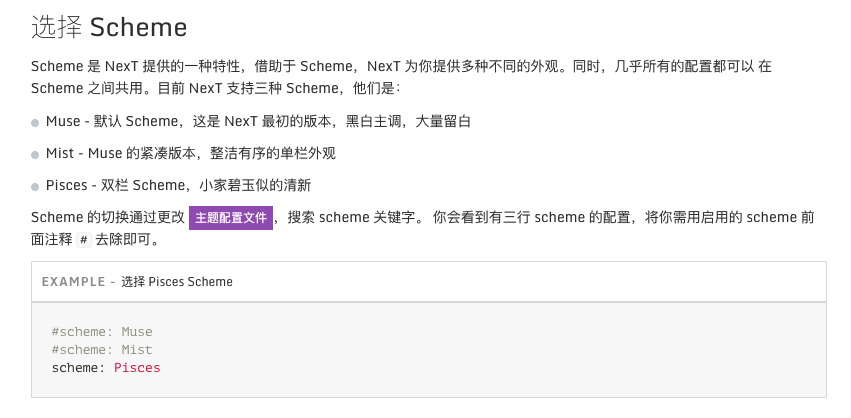 选择 Scheme
Scheme 是 NexT 提供的一种特性，借助于 Scheme，NexT 为你提供多种不同的外观。同时，几乎所有的配置都可以 在
Scheme 之间共用。目前 NexT 支持三种 Scheme，他们是：
Muse - 默认 Scheme，这是 NexT 最初的版本，黑白主调，大量留白
Mist - Muse 的紧凑版本，整洁有序的单栏外观
Pisces - 双栏 Scheme，小家碧玉似的清新
Scheme 的切换通过更改 主题配置文件，搜索 scheme 关键字。 你会看到有三行 scheme 的配置，将你需用启用的 scheme 前
面注释 # 去除即可。
EXAMPLE - 选择 Pisces Scheme
#scheme: Muse
#scheme: Mist
scheme: Pisces